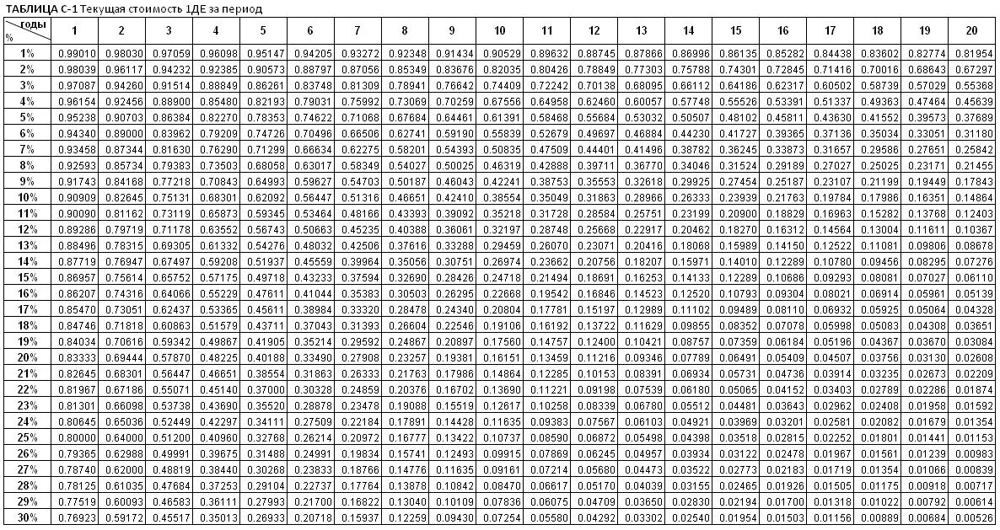 ТАБЛИЦА С-1 Текущая стоимость 1ДЕ за период
годы
% 1 2 3 4 5 6 7 8 9 10 11 12 13 14 15 16 17 18 19 20
1% 0.99010 0.98030 0.97059 0.96098 0.95147 0.94205 0.93272 0.92348 0.91434 0.90529 0.89632 0.88745 0.87866 0.86996 0.86135 0.85282 0.84438 0.83602 0.82774 0.81954
2% 0.98039 0.96117 0.94232 0.92385 0.90573 0.88797 0.87056 0.85349 0.83676 0.82035 0.80426 0.78849 0.77303 0.75788 0.74301 0.72845 0.71416 0.70016 0.68643 0.67297
3% 0.97087 0.94260 0.91514 0.88849 0.86261 0.83748 0.81309 0.78941 0.76642 0.74409 0.72242 0.70138 0.68095 0.66112 0.64186 0.62317 0.60502 0.58739 0.57029 0.55368
4% 0.96154 0.92456 0.88900 0.85480 0.82193 0.79031 0.75992 0.73069 0.70259 0.67556 0.64958 0.62460 0.60057 0.57748 0.55526 0.53391 0.51337 0.49363 0.47464 0.45639
5% 0.95238 0.90703 0.86384 0.82270 0.78353 0.74622 0.71068 0.67684 0.64461 0.61391 0.58468 0.55684 0.53032 0.50507 0.48102 0.45811 0.43630 0.41552 0.39573 0.37689
6% 0.94340 0.89000 0.83962 0.79209 0.74726 0.70496 0.66506 0.62741 0.59190 0.55839 0.52679 0.49697 0.46884 0.44230 0.41727 0.39365 0.37136 0.35034 0.33051 0.31180
7% 0.93458 0.87344 0.81630 0.76290 0.71299 0.66634 0.62275 0.58201 0.54393 0.50835 0.47509 0.44401 0.41496 0.38782 0.36245 0.33873 0.31657 0.29586 0.27651 0.25842
8% 0.92593 0.85734 0.79383 0.73503 0.68058 0.63017 0.58349 0.54027 0.50025 0.46319 0.42888 0.39711 0.36770 0.34046 0.31524 0.29189 0.27027 0.25025 0.23171 0.21455
9% 0.91743 0.84168 0.77218 0.70843 0.64993 0.59627 0.54703 0.50187 0.46043 0.42241 0.38753 0.35553 0.32618 0.29925 0.27454 0.25187 0.23107 0.21199 0.19449 0.17843
10% 0.90909 0.82645 0.75131 0.68301 0.62092 0.56447 0.51316 0.46651 0.42410 0.38554 0.35049 0.31863 0.28966 0.26333 0.23939 0.21763 0.19784 0.17986 0.16351 0.14864
11% 0.90090 0.81162 0.73119 0.65873 0.59345 0.53464 0.48166 0.43393 0.39092 0.35218 0.31728 0.28584 0.25751 0.23199 0.20900 0.18829 0.16963 0.15282 0.13768 0.12403
12% 0.89286 0.79719 0.71178 0.63552 0.56743 0.50663 0.45235 0.40388 0.36061 0.32197 0.28748 0.25668 0.22917 0.20462 0.18270 0.16312 0.14564 0.13004 0.11611 0.10367
13% 0.88496 0.78315 0.69305 0.61332 0.54276 0.48032 0.42506 0.37616 0.33288 0.29459 0.26070 0.23071 0.20416 0.18068 0.15989 0.14150 0.12522 0.11081 0.09806 0.08678
14% 0.87719 0.76947 0.67497 0.59208 0.51937 0.45559 0.39964 0.35056 0.30751 0.26974 0.23662 0.20756 0.18207 0.15971 0.14010 0.12289 0.10780 0.09456 0.08295 0.07276
15% 0.86957 0.75614 0.65752 0.57175 0.49718 0.43233 0.37594 0.32690 0.28426 0.24718 0.21494 0.18691 0.16253 0.14133 0.12289 0.10686 0.09293 0.08081 0.07027 0.06110
16% 0.86207 0.74316 0.64066 0.55229 0.47611 0.41044 0.35383 0.30503 0.26295 0.22668 0.19542 0.16846 0.14523 0.12520 0.10793 0.09304 0.08021 0.06914 0.05961 0.05139
17% 0.85470 0.73051 0.62437 0.53365 0.45611 0.38984 0.33320 0.28478 0.24340 0.20804 0.17781 0.15197 0.12989 0.11102 0.09489 0.08110 0.06932 0.05925 0.05064 0.04328
18% 0.84746 0.71818 0.60863 0.51579 0.43711 0.37043 0.31393 0.26604 0.22546 0.19106 0.16192 0.13722 0.11629 0.09855 0.08352 0.07078 0.05998 0.05083 0.04308 0.03651
19% 0.84034 0.70616 0.59342 0.49867 0.41905 0.35214 0.29592 0.24867 0.20897 0.17560 0.14757 0.12400 0.10421 0.08757 0.07359 0.06184 0.05196 0.04367 0.03670 0.03084
20% 0.83333 0.69444 0.57870 0.48225 0.40188 0.33490 0.27908 0.23257 0.19381 0.16151 0.13459 0.11216 0.09346 0.07789 0.06491 0.05409 0.04507 0.03756 0.03130 0.02608
21% 0.82645 0.68301 0.56447 0.46651 0.38554 0.31863 0.26333 0.21763 0.17986 0.14864 0.12285 0.10153 0.08391 0.06934 0.05731 0.04736 0.03914 0.03235 0.02673 0.02209
22% 0.81967 0.67186 0.55071 0.45140 0.37000 0.30328 0.24859 0.20376 0.16702 0.13690 0.11221 0.09198 0.07539 0.06180 0.05065 0.04152 0.03403 0.02789 0.02286 0.01874
23% 0.81301 0.66098 0.53738 0.43690 0.35520 0.28878 0.23478 0.19088 0.15519 0.12617 0.10258 0.08339 0.06780 0.05512 0.04481 0.03643 0.02962 0.02408 0.01958 0.01592
24% 0.80645 0.65036 0.52449 0.42297 0.34111 0.27509 0.22184 0.17891 0.14428 0.11635 0.09383 0.07567 0.06103 0.04921 0.03969 0.03201 0.02581 0.02082 0.01679 0.01354
25% 0.80000 0.64000 0.51200 0.40960 0.32768 0.26214 0.20972 0.16777 0.13422 0.10737 0.08590 0.06872 0.05498 0.04398 0.03518 0.02815 0.02252 0.01801 0.01441 0.01153
26% 0.79365 0.62988 0.49991 0.39675 0.31488 0.24991 0.19834 0.15741 0.12493 0.09915 0.07869 0.06245 0.04957 0.03934 0.03122 0.02478 0.01967 0.01561 0.01239 0.00983
27% 0.78740 0.62000 0.48819 0.38440 0.30268 0.23833 0.18766 0.14776 0.11635 0.09161 0.07214 0.05680 0.04473 0.03522 0.02773 0.02183 0.01719 0.01354 0.01066 0.00839
28% 0.78125 0.61035 0.47684 0.37253 0.29104 0.22737 0.17764 0.13878 0.10842 0.08470 0.06617 0.05170 0.04039 0.03155 0.02465 0.01926 0.01505 0.01175 0.00918 0.00717
29% 0.77519 0.60093 0.46583 0.36111 0.27993 0.21700 0.16822 0.13040 0.10109 0.07836 0.06075 0.04709 0.03650 0.02830 0.02194 0.01700 0.01318 0.01022 0.00792 0.00614
30% 0.76923 0.59172 0.45517 0.35013 0.26933 0.20718 0.15937 0.12259 0.09430 0.07254 0.05580 0.04292 0.03302 0.02540 0.01954 0.01503 0.01156 0.00889 0.00684 0.00526